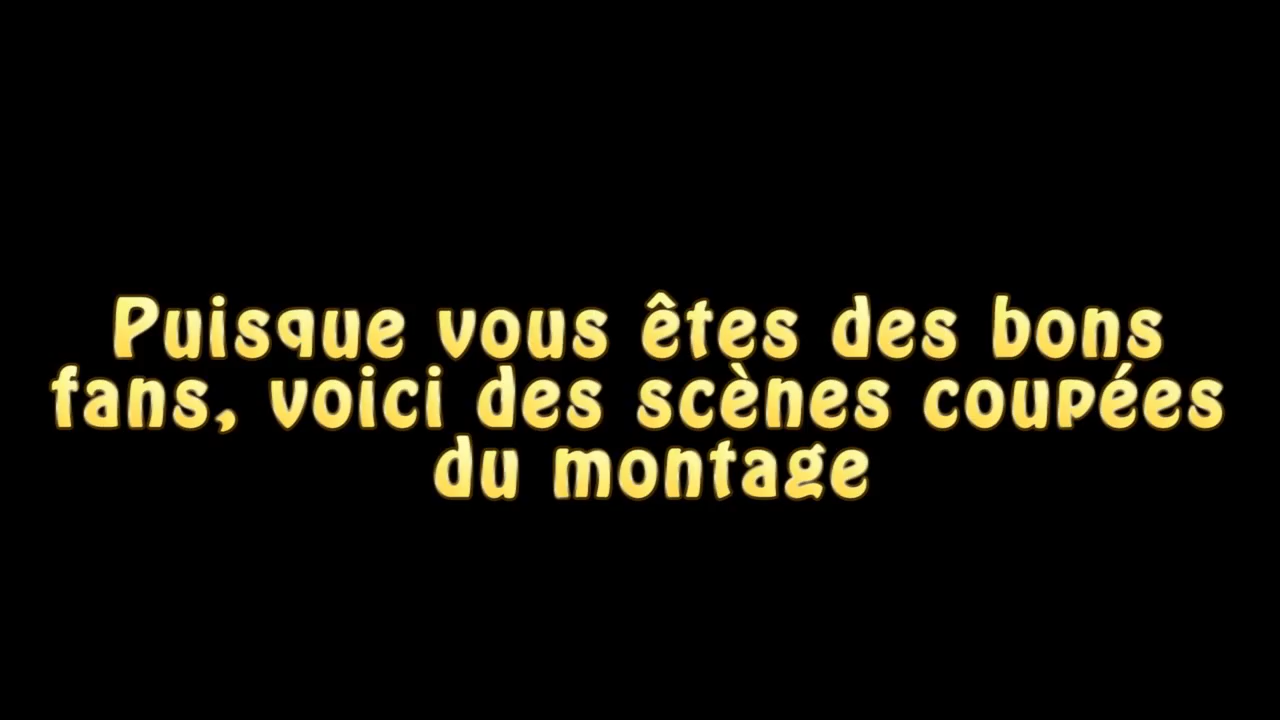 Puisque vous êtes des bons
fans, voici des scènes coupées
du montage